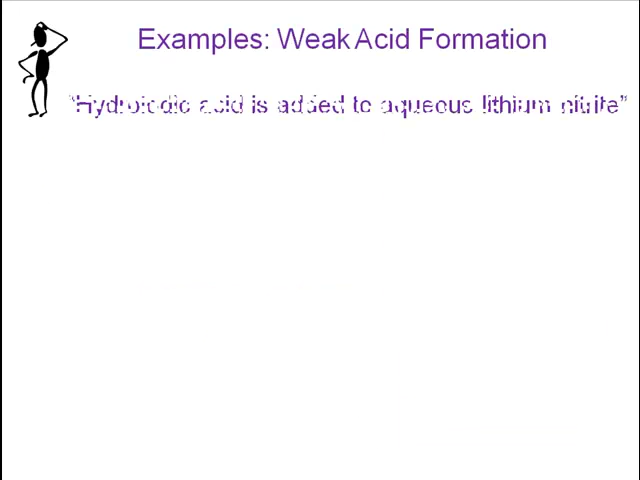 Examples: Weak Acid Formation
"Hydroiodic acid is added to aqueous lithium nitrite"